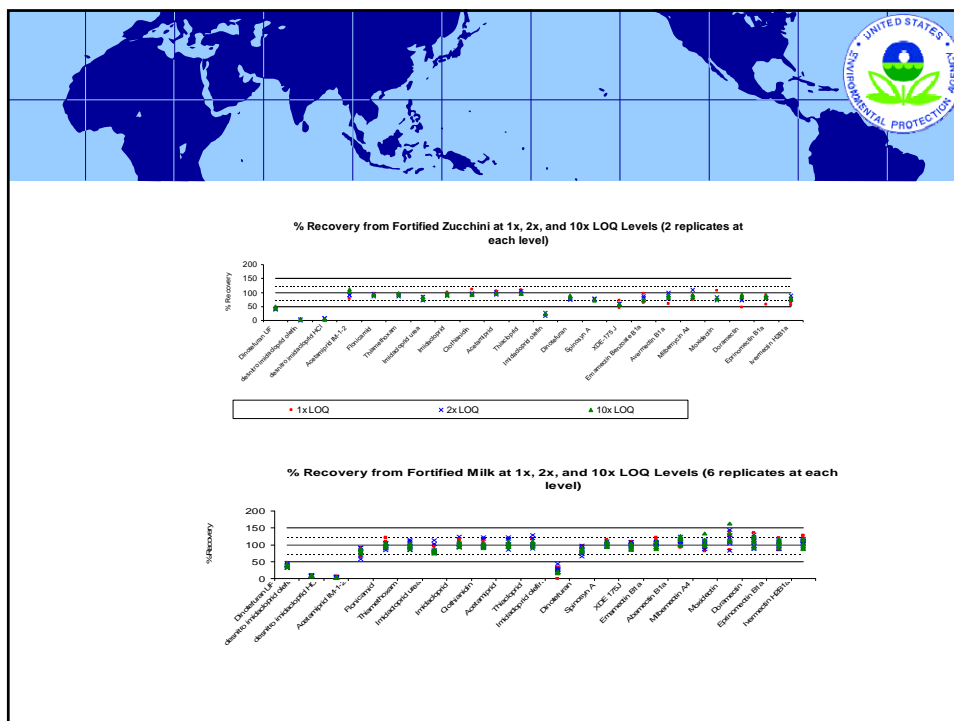 UNITED STATES
ENVIRONMENTAL PROTECTION AGENCY
% Recovery from Fortified Zucchini at 1x, 2x, and 10x LOQ Levels (2 replicates at
each level)
% Recovery
200
150
100
50
0
Dinotefuran UF
desnitro imidacloprid olefin
desnitro imidacloprid HCl
Acetamiprid IM-1-2
Flonicamid
Thiamethoxam
Imidacloprid urea
Imidacloprid
Clothianidin
Acetamiprid
Thiacloprid
Imidacloprid olefin
Dinotefuran
Spinosyn A
XDE-175 J
Emamectin Benzoate B1a
Avermectin B1a
Milbemycin A4
Moxidectin
Doramectin
Eprinomectin B1a
Ivermectin H2B1a
1x LOQ
2x LOQ
10x LOQ
% Recovery from Fortified Milk at 1x, 2x, and 10x LOQ Levels (6 replicates at each
level)
% Recovery
200
150
100
50
0
Dinotefuran UF
desnitro imidacloprid olefin
desnitro imidacloprid HCl
Acetamiprid IM-1-2
Flonicamid
Thiamethoxam
Imidacloprid urea
Imidacloprid
Clothianidin
Acetamiprid
Thiacloprid
Imidacloprid olefin
Dinotefuran
Spinosyn A
XDE 175J
Emamectin B1a
Abamectin B1a
Milbemectin A4
Moxidectin
Doramectin
Eprinomectin B1a
Ivermectin H2B1a